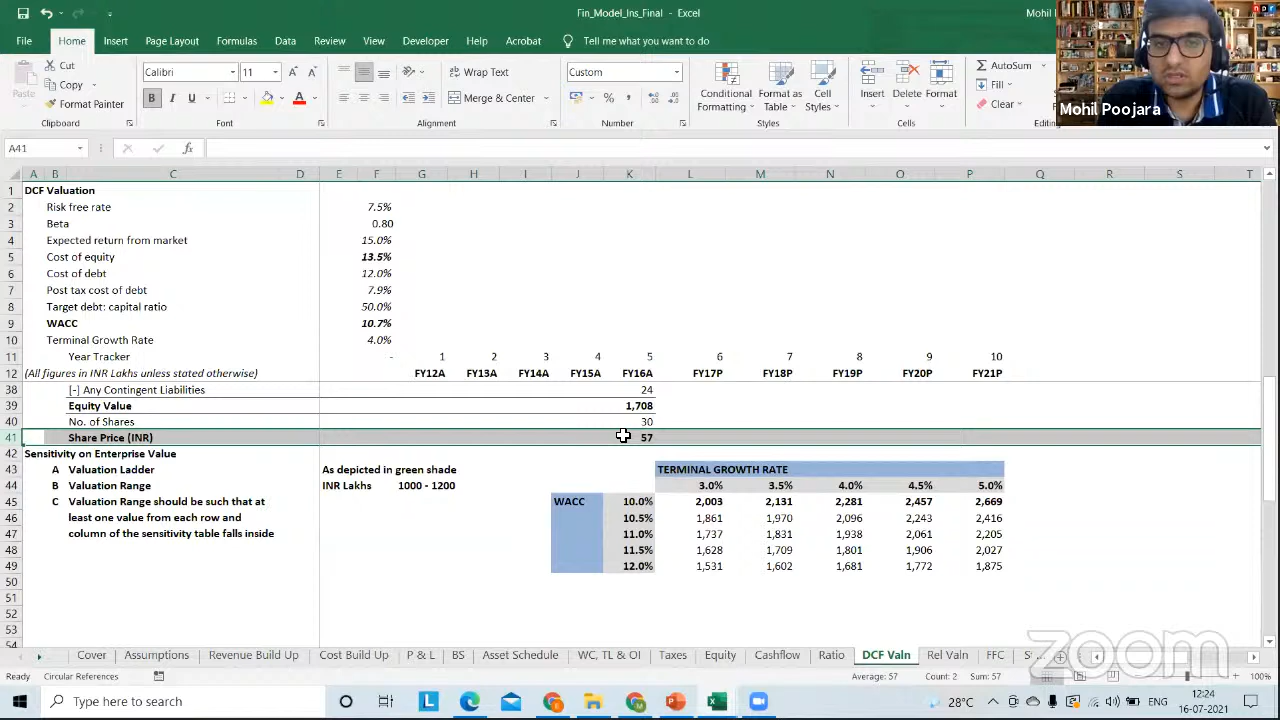 Fin_Model_Ins_Final - Excel
Mohil
File Home Insert Page Layout Formulas Data Review View Developer Help Acrobat Tell me what you want to do
Cut
Copy
Format Painter
Paste
Clipboard
Calibri 11
B I U
Font
Wrap Text
Merge & Center
Alignment
Custom
Number
Conditional Formatting
Format as Table
Cell Styles
Styles
Insert Delete Format
Cells
AutoSum
Fill
Clear
npr
Mohil Poojara
A41 fx
A B C D E F G H I J K L M N O P Q R S T
1 DCF Valuation
2 Risk free rate 7.5%
3 Beta 0.80
4 Expected return from market 15.0%
5 Cost of equity 13.5%
6 Cost of debt 12.0%
7 Post tax cost of debt 7.9%
8 Target debt: capital ratio 50.0%
9 WACC 10.7%
10 Terminal Growth Rate 4.0%
11 Year Tracker - 1 2 3 4 5 6 7 8 9 10
12 (All figures in INR Lakhs unless stated otherwise) FY12A FY13A FY14A FY15A FY16A FY17P FY18P FY19P FY20P FY21P
38 [-] Any Contingent Liabilities 24
39 Equity Value 1,708
40 No. of Shares 30
41 Share Price (INR) 57
42 Sensitivity on Enterprise Value
43 A Valuation Ladder As depicted in green shade TERMINAL GROWTH RATE
44 B Valuation Range INR Lakhs 1000 - 1200 3.0% 3.5% 4.0% 4.5% 5.0%
45 C Valuation Range should be such that at WACC 10.0% 2,003 2,131 2,281 2,457 2,669
46 least one value from each row and 10.5% 1,861 1,970 2,096 2,243 2,416
47 column of the sensitivity table falls inside 11.0% 1,737 1,831 1,938 2,061 2,205
48 11.5% 1,628 1,709 1,801 1,906 2,027
49 12.0% 1,531 1,602 1,681 1,772 1,875
50
51
52
53
54
zoom
Cover Assumptions Revenue Build Up Cost Build Up P & L BS Asset Schedule WC, TL & OI Taxes Equity Cashflow Ratio DCF Valn Rel Valn FFC
Ready Circular References Average: 57 Count: 2 Sum: 57 100%
Type here to search
28°C ENG 12:24
16-07-2021